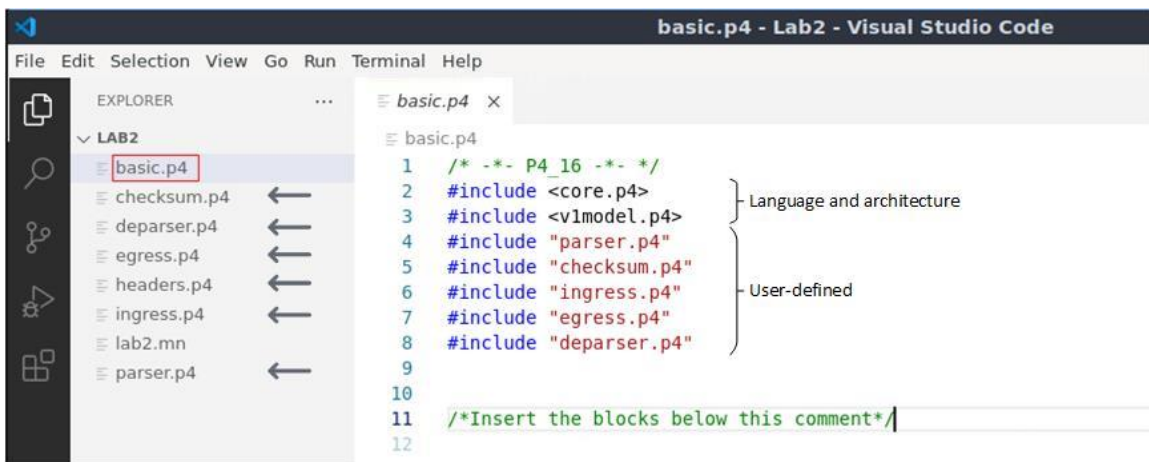 basic.p4 - Lab2 - Visual Studio Code
File Edit Selection View Go Run Terminal Help
EXPLORER ...
LAB2
basic.p4
checksum.p4
deparser.p4
egress.p4
headers.p4
ingress.p4
lab2.mn
parser.p4
basic.p4 ×
basic.p4
1 /* -*- P4_16 -*- */
2 #include <core.p4>
3 #include <v1model.p4>
4 #include "parser.p4"
5 #include "checksum.p4"
6 #include "ingress.p4"
7 #include "egress.p4"
8 #include "deparser.p4"
9
10
11 /*Insert the blocks below this comment*/
12
Language and architecture
User-defined